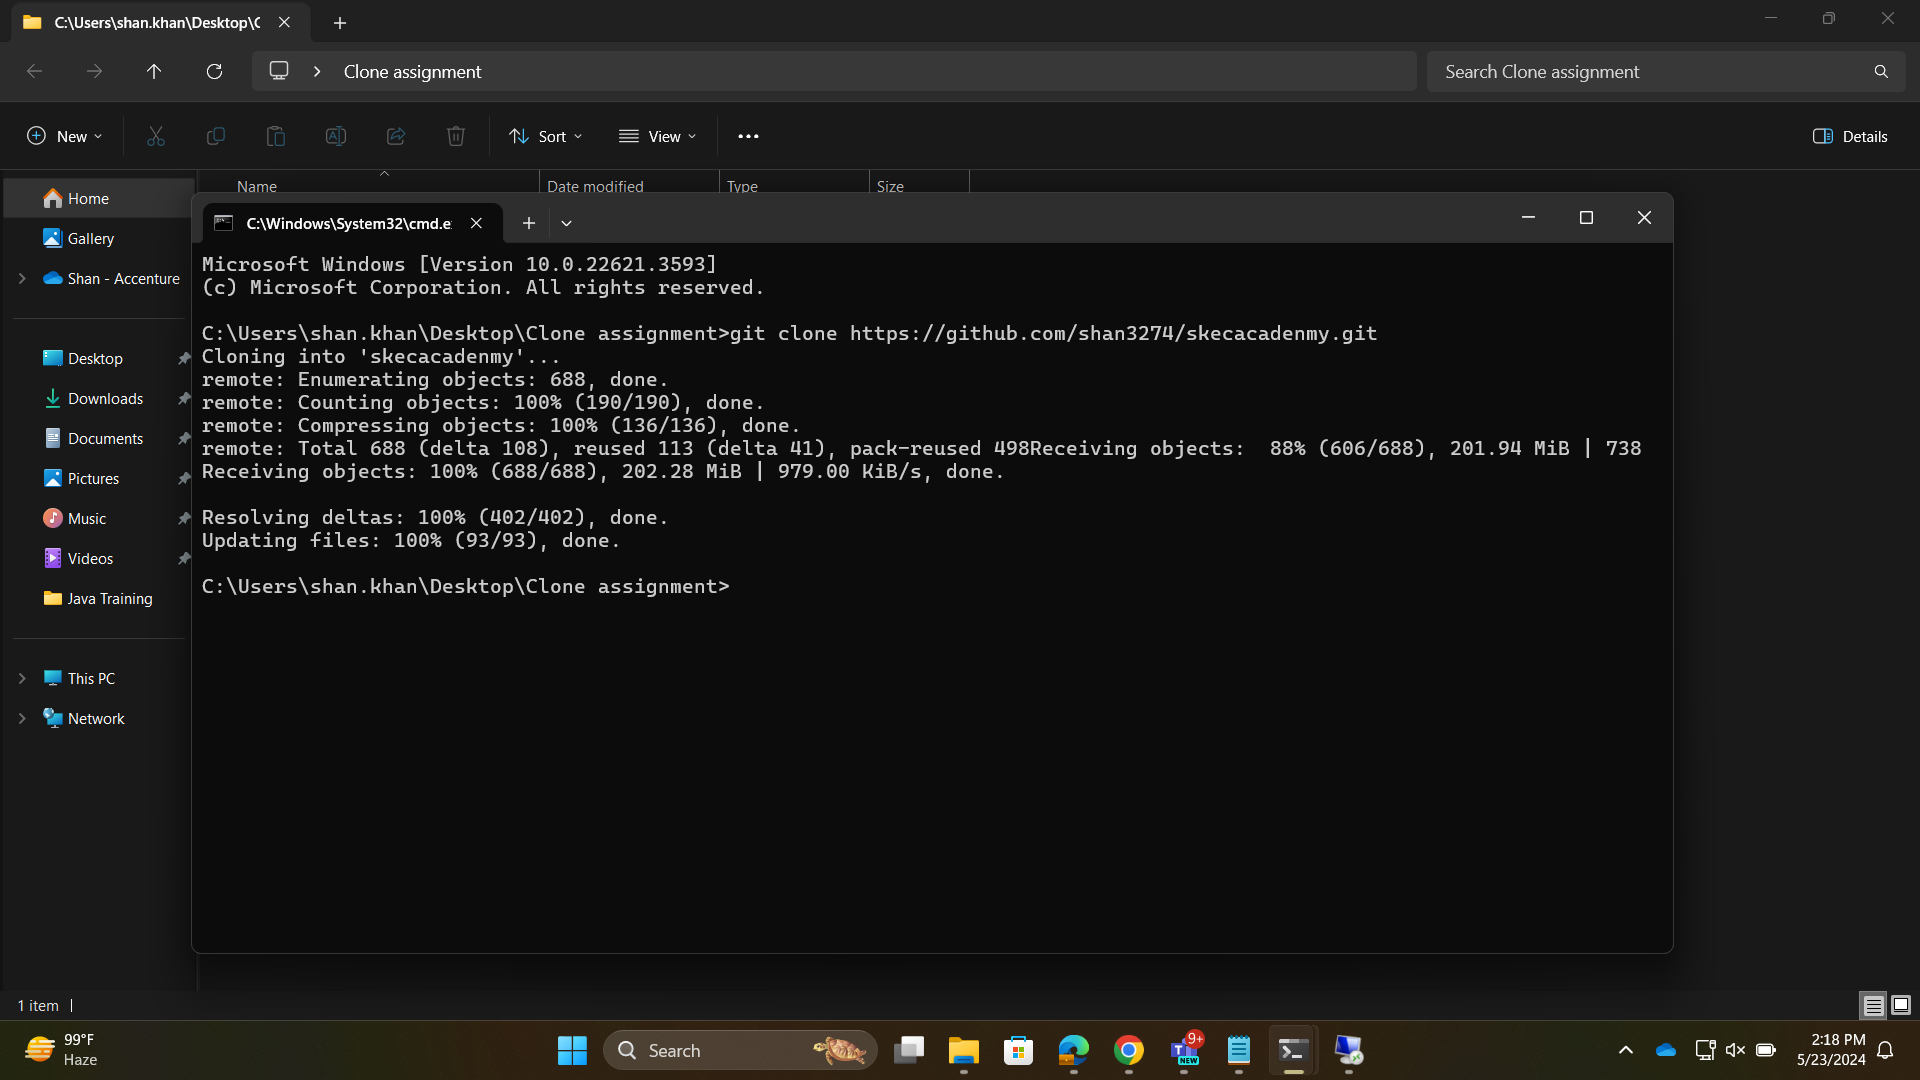 C:\Users\shan.khan\Desktop\C
Clone assignment
Search Clone assignment
New
Sort
View
Details
Name
Date modified
Type
Size
Home
Gallery
Shan - Accenture
Desktop
Downloads
Documents
Pictures
Music
Videos
Java Training
This PC
Network
C:\Windows\System32\cmd.e
Microsoft Windows [Version 10.0.22621.3593]
(c) Microsoft Corporation. All rights reserved.
C:\Users\shan.khan\Desktop\Clone assignment>git clone https://github.com/shan3274/skecacadenmy.git
Cloning into 'skecacadenmy'...
remote: Enumerating objects: 688, done.
remote: Counting objects: 100% (190/190), done.
remote: Compressing objects: 100% (136/136), done.
remote: Total 688 (delta 108), reused 113 (delta 41), pack-reused 498Receiving objects:  88% (606/688), 201.94 MiB | 738
Receiving objects: 100% (688/688), 202.28 MiB | 979.00 KiB/s, done.
Resolving deltas: 100% (402/402), done.
Updating files: 100% (93/93), done.
C:\Users\shan.khan\Desktop\Clone assignment>
1 item
99°F
Haze
Search
9+
NEW
2:18 PM
5/23/2024